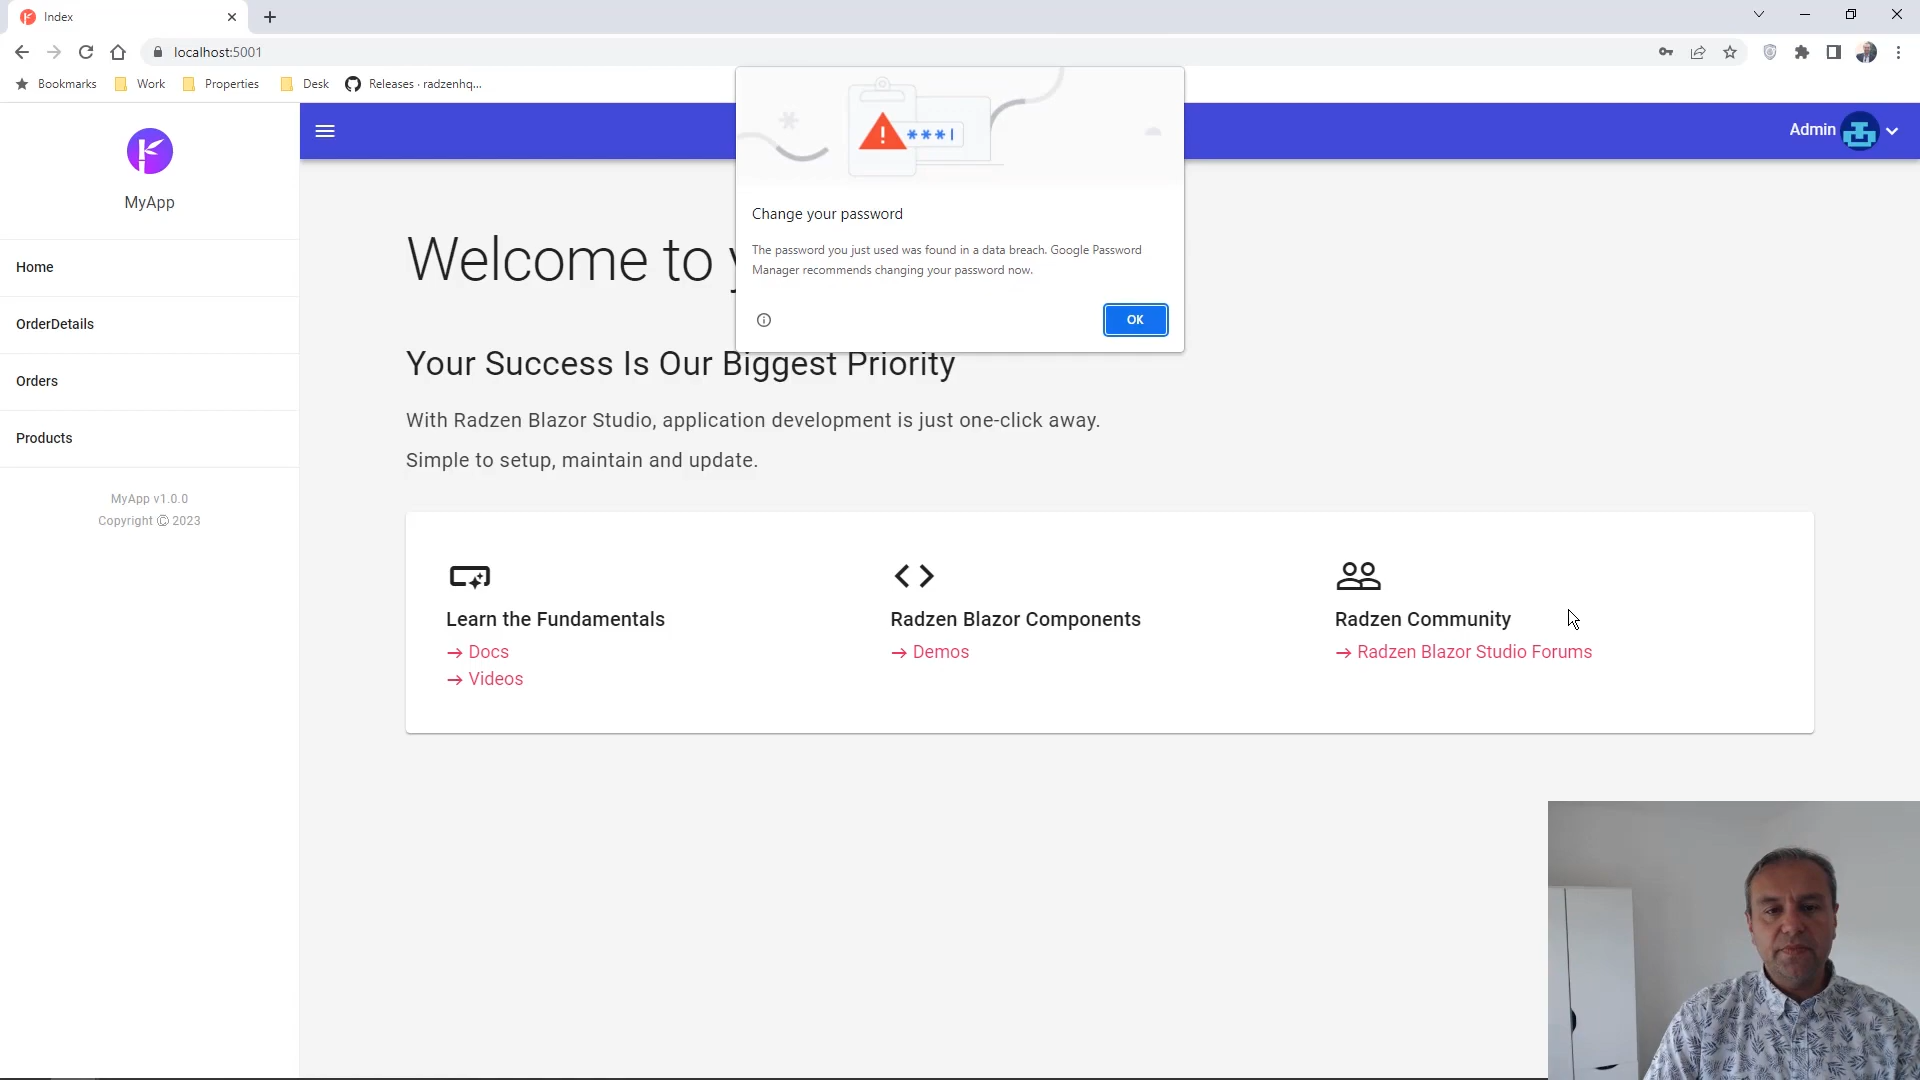 Index
localhost:5001
Bookmarks
Work
Properties
Desk
Releases · radzenhq...
MyApp
Home
OrderDetails
Orders
Products
MyApp v1.0.0
Copyright © 2023
Admin
Change your password
The password you just used was found in a data breach. Google Password
Manager recommends changing your password now.
OK
Welcome to
Your Success Is Our Biggest Priority
With Radzen Blazor Studio, application development is just one-click away.
Simple to setup, maintain and update.
Learn the Fundamentals
→ Docs
→ Videos
Radzen Blazor Components
→ Demos
Radzen Community
→ Radzen Blazor Studio Forums